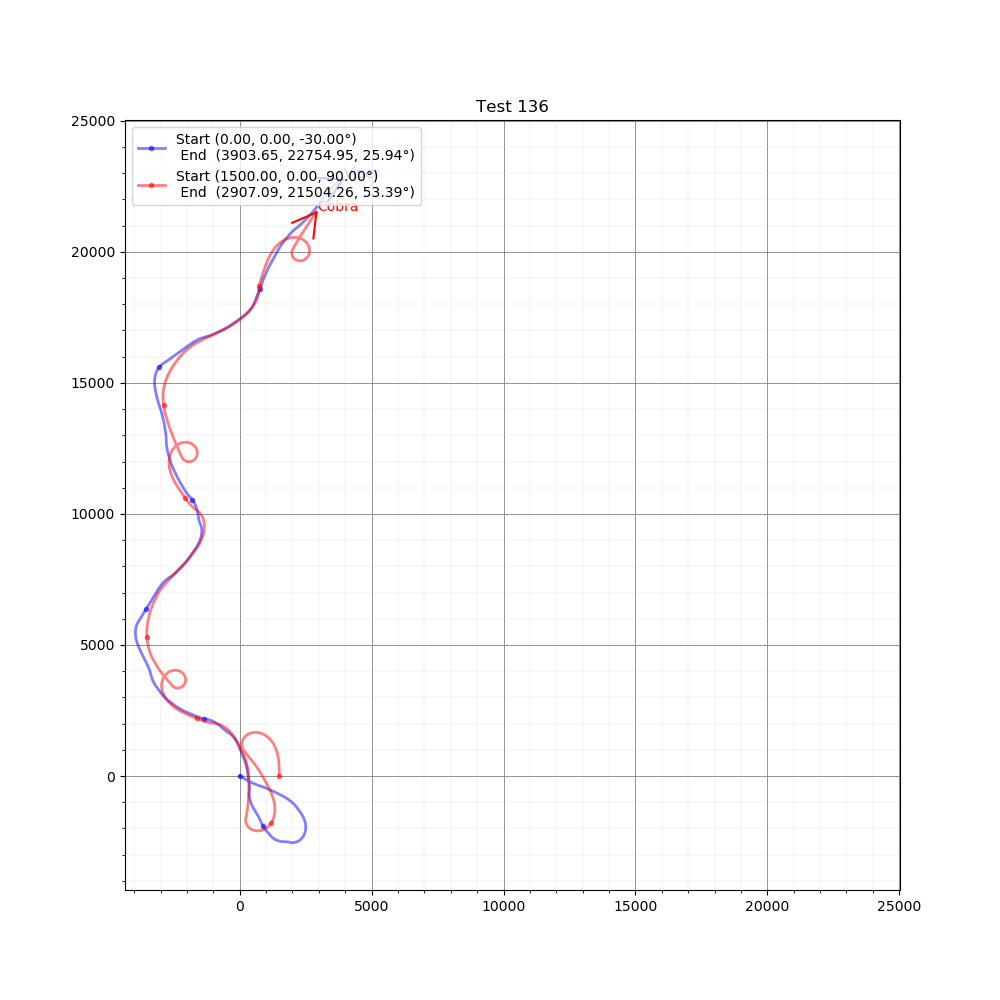 Test 136
25000
20000
15000
10000
5000
0
Start (0.00, 0.00, -30.00°)
End (3903.65, 22754.95, 25.94°)
Start (1500.00, 0.00, 90.00°)
End (2907.09, 21504.26, 53.39°)
Cobra
0
5000
10000
15000
20000
25000